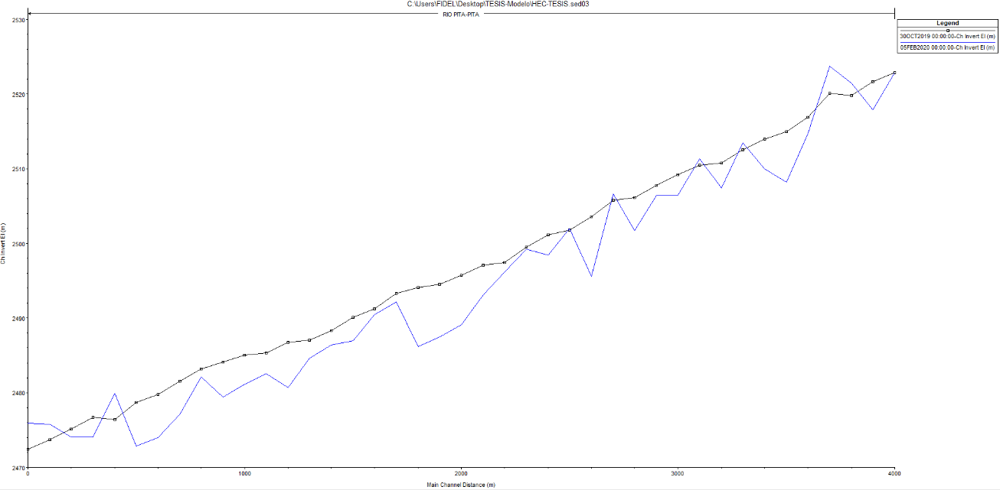 C:\Users\FIDEL\Desktop\TESIS-Modelo\HEC-TESIS.sed03
RIO PITA-PITA
Legend
30OCT2019 00:00:00-Ch Invert El (m)
05FEB2020 00:00:00-Ch Invert El (m)
2530
2520
2510
2500
2490
2480
2470
Ch Invert El (m)
0
1000
2000
3000
4000
Main Channel Distance (m)